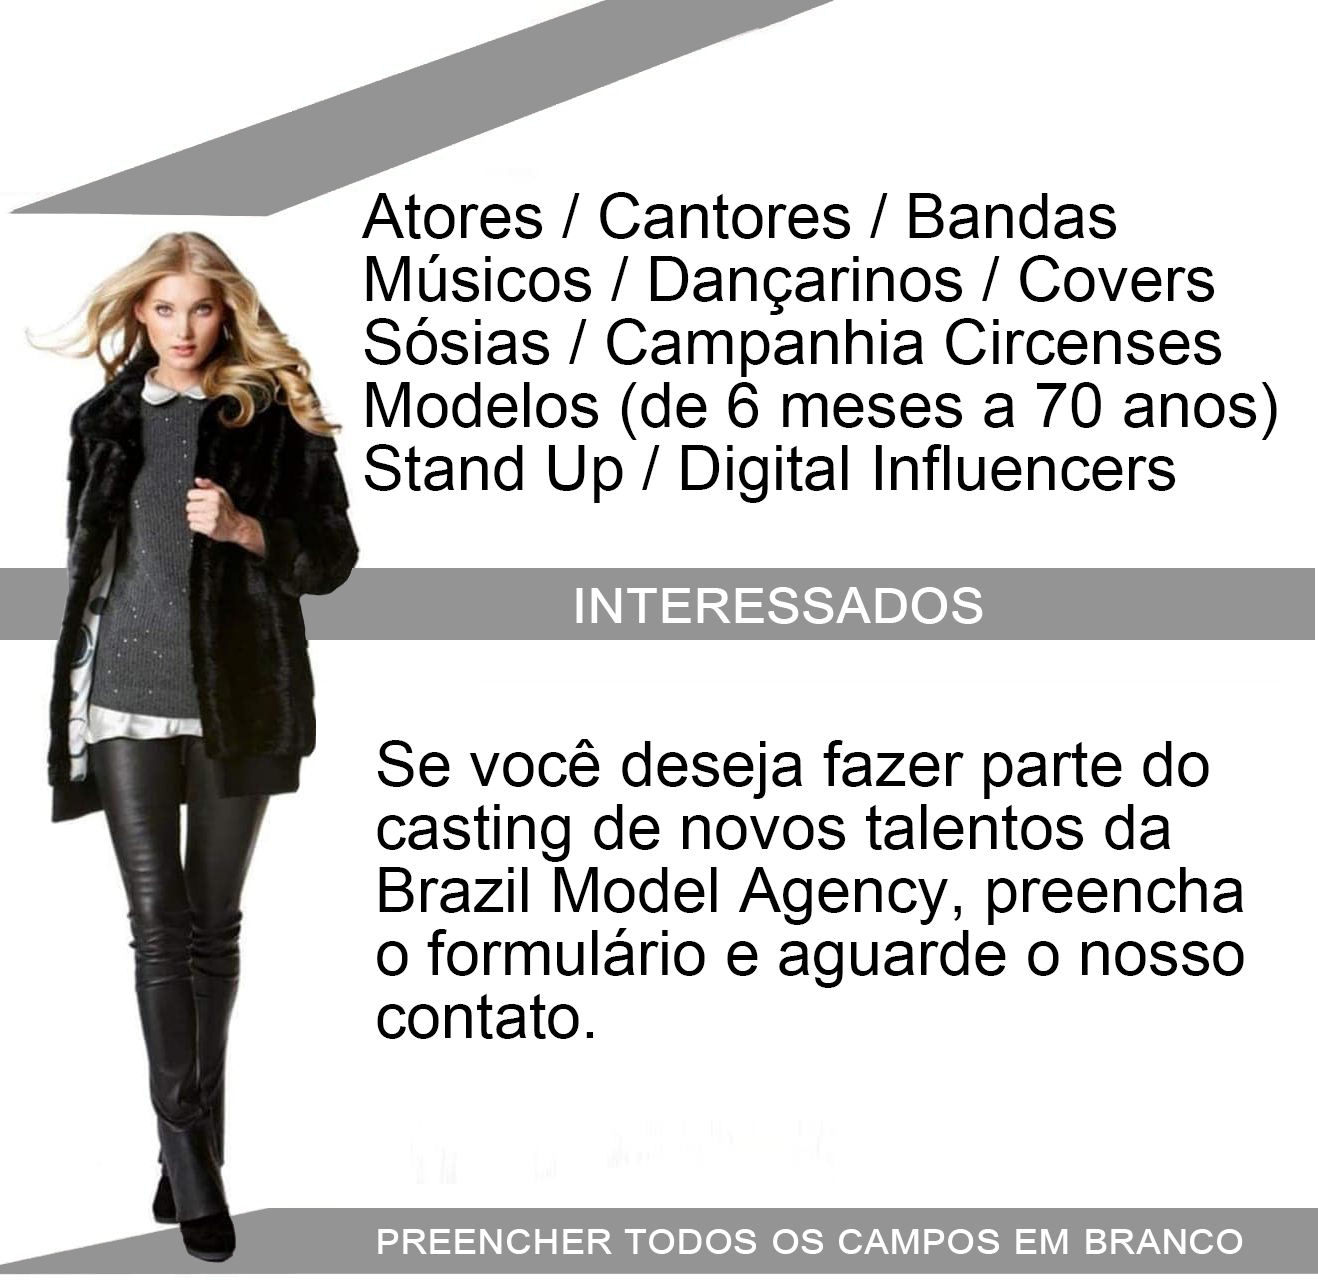 Atores / Cantores / Bandas
Músicos / Dançarinos / Covers
Sósias / Campanhia Circenses
Modelos (de 6 meses a 70 anos)
Stand Up / Digital Influencers
INTERESSADOS
Se você deseja fazer parte do
casting de novos talentos da
Brazil Model Agency, preencha
o formulário e aguarde o nosso
contato.
PREENCHER TODOS OS CAMPOS EM BRANCO